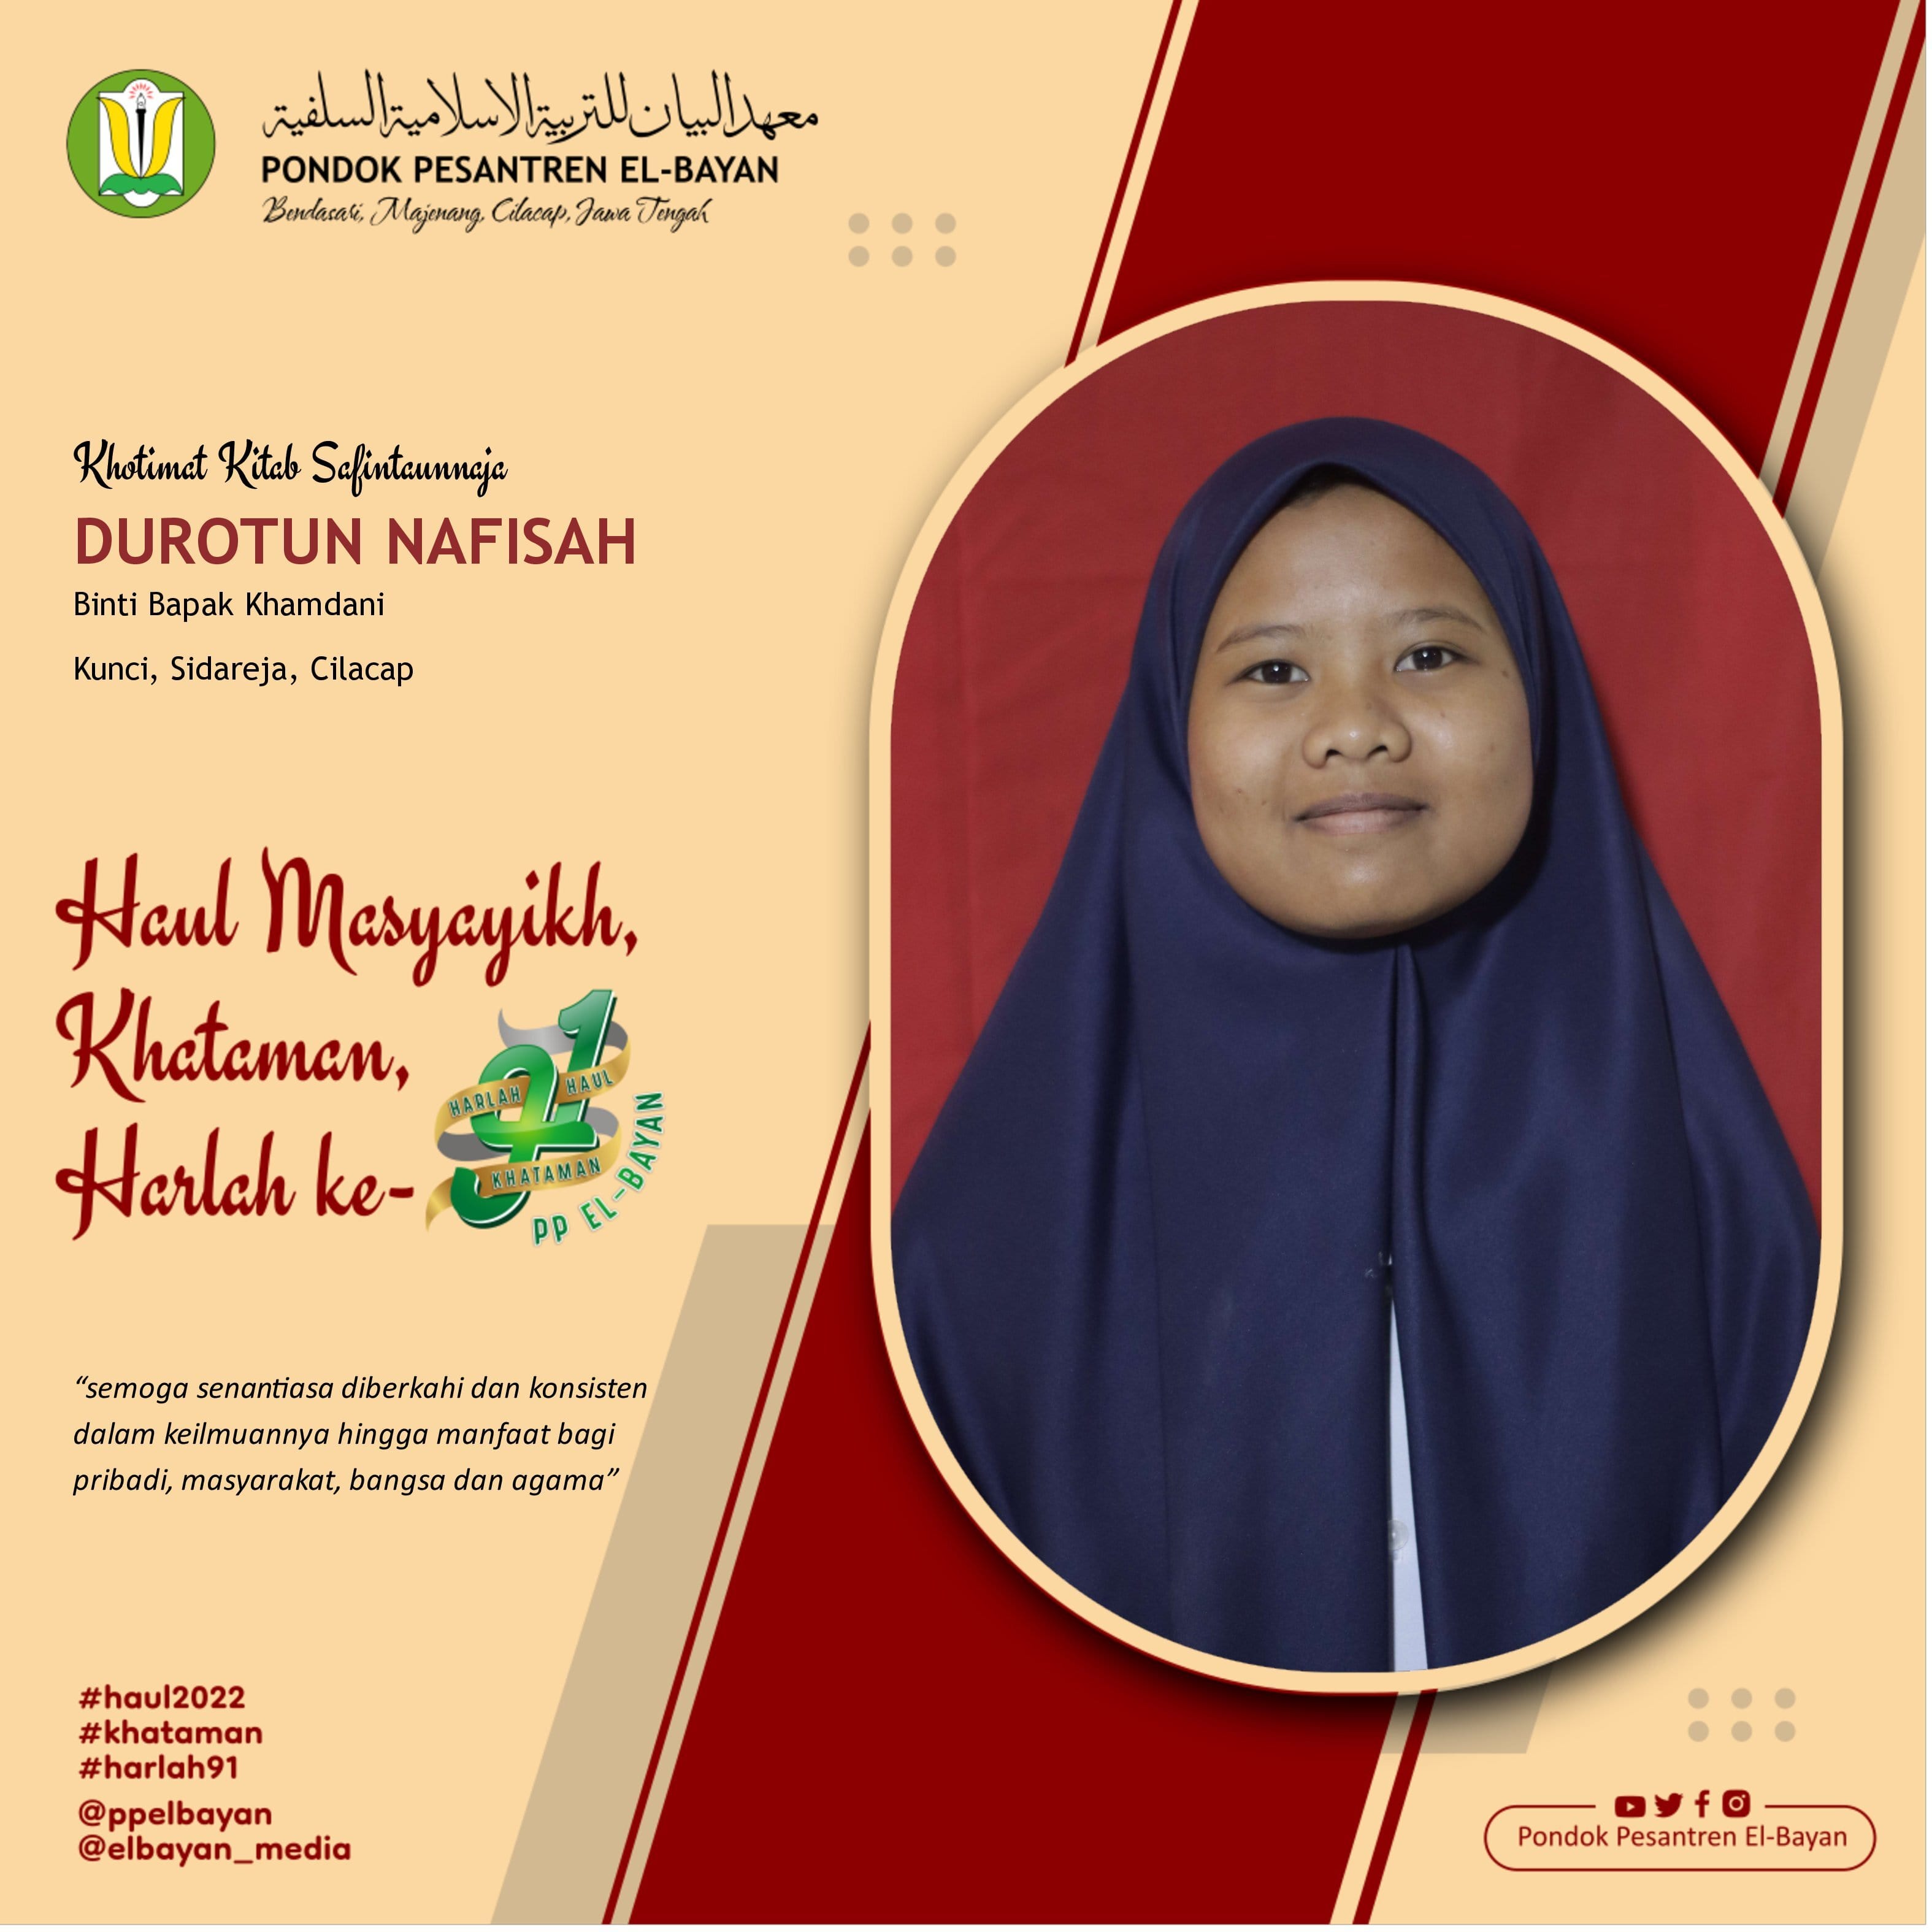 معهد البيان للتربية الاسلامية السلفية
PONDOK PESANTREN EL-BAYAN
Bendasari, Majenang, Cilacap, Jawa Tengah
Khotimat Kitab Safintaunnaja
DUROTUN NAFISAH
Binti Bapak Khamdani
Kunci, Sidareja, Cilacap
Haul Masyayikh,
Khataman,
Harlah ke-
91
HARLAH HAUL
KHATAMAN
PP EL-BAYAN
“semoga senantiasa diberkahi dan konsisten
dalam keilmuannya hingga manfaat bagi
pribadi, masyarakat, bangsa dan agama”
#haul2022
#khataman
#harlah91
@ppelbayan
@elbayan_media
Pondok Pesantren El-Bayan